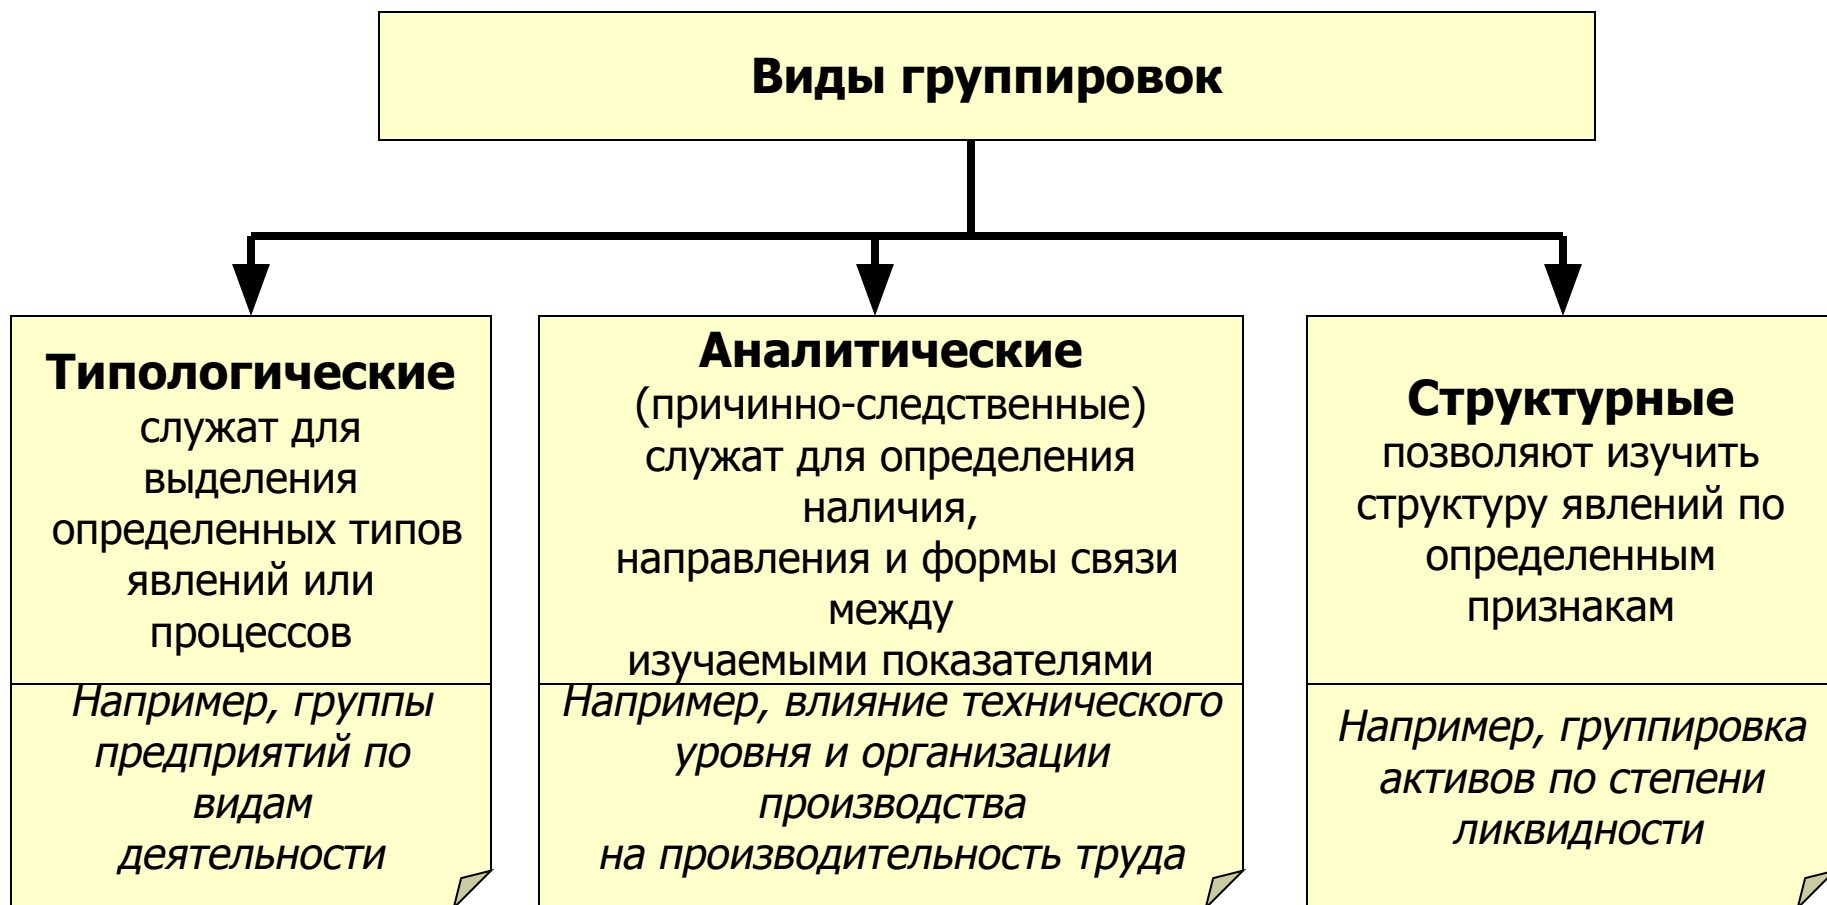 Виды группировок
Типологические
служат для
выделения
определенных типов
явлений или
процессов
Например, группы
предприятий по
видам
деятельности
Аналитические
(причинно-следственные)
служат для определения
наличия,
направления и формы связи
между
изучаемыми показателями
Например, влияние технического
уровня и организации
производства
на производительность труда
Структурные
позволяют изучить
структуру явлений по
определенным
признакам
Например, группировка
активов по степени
ликвидности